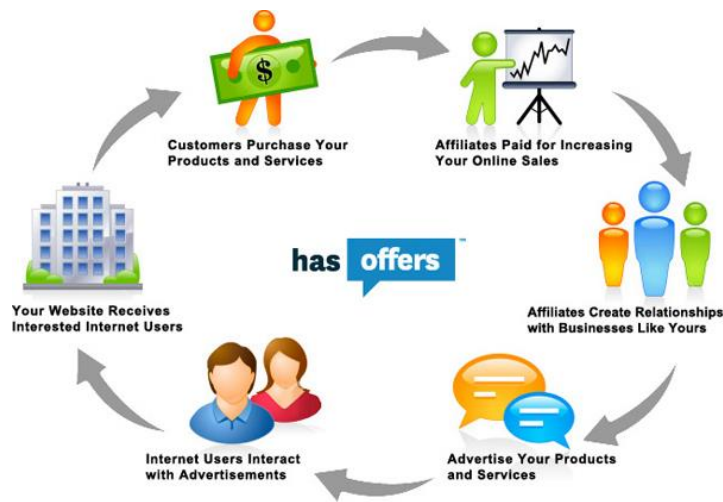 $
Customers Purchase Your
Products and Services
Affiliates Paid for Increasing
Your Online Sales
Affiliates Create Relationships
with Businesses Like Yours
Advertise Your Products
and Services
Internet Users Interact
with Advertisements
Your Website Receives
Interested Internet Users
has offers™